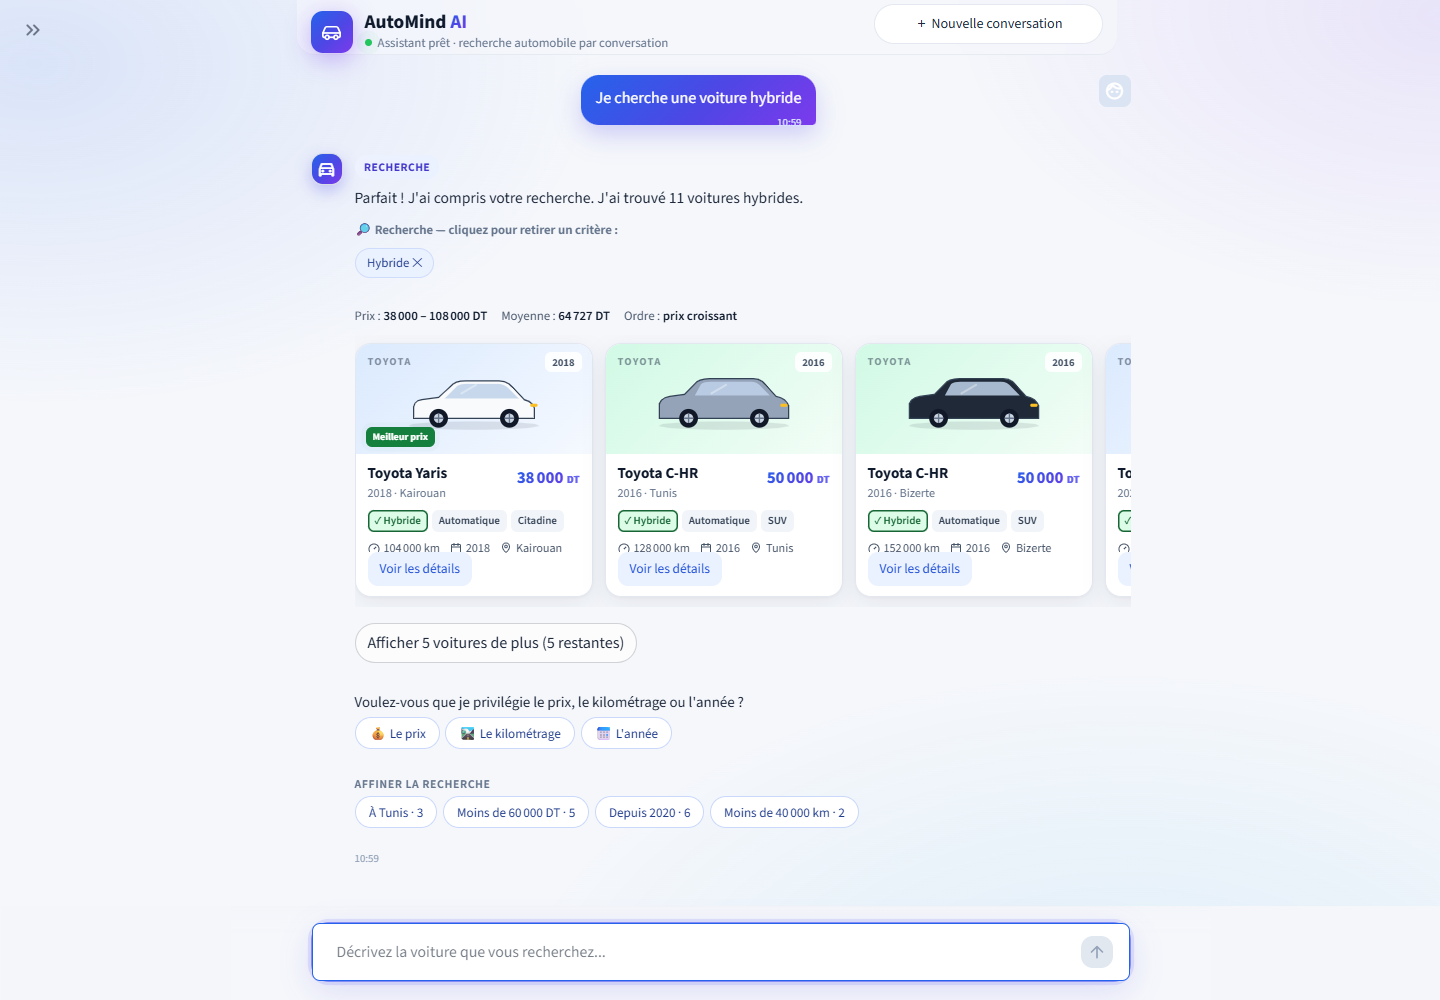 AutoMind AI
Assistant prêt · recherche automobile par conversation
+ Nouvelle conversation
Je cherche une voiture hybride
10:59
RECHERCHE
Parfait ! J'ai compris votre recherche. J'ai trouvé 11 voitures hybrides.
Recherche — cliquez pour retirer un critère :
Hybride
Prix : 38 000 – 108 000 DT Moyenne : 64 727 DT Ordre : prix croissant
TOYOTA 2018
Meilleur prix
Toyota Yaris 38 000 DT
2018 · Kairouan
✓ Hybride Automatique Citadine
104 000 km 2018 Kairouan
Voir les détails
TOYOTA 2016
Toyota C-HR 50 000 DT
2016 · Tunis
✓ Hybride Automatique SUV
128 000 km 2016 Tunis
Voir les détails
TOYOTA 2016
Toyota C-HR 50 000 DT
2016 · Bizerte
✓ Hybride Automatique SUV
152 000 km 2016 Bizerte
Voir les détails
TO
To
Afficher 5 voitures de plus (5 restantes)
Voulez-vous que je privilégie le prix, le kilométrage ou l'année ?
Le prix Le kilométrage L'année
AFFINER LA RECHERCHE
À Tunis · 3 Moins de 60 000 DT · 5 Depuis 2020 · 6 Moins de 40 000 km · 2
10:59
Décrivez la voiture que vous recherchez...